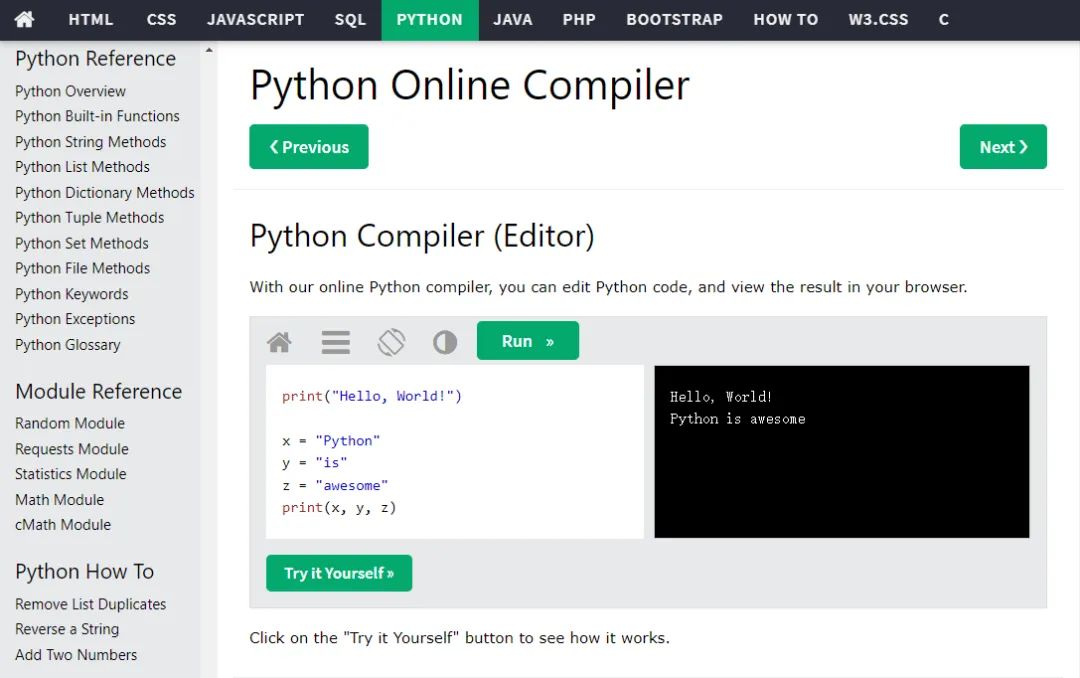 HTML CSS JAVASCRIPT SQL PYTHON JAVA PHP BOOTSTRAP HOW TO W3.CSS C
Python Reference
Python Overview
Python Built-in Functions
Python String Methods
Python List Methods
Python Dictionary Methods
Python Tuple Methods
Python Set Methods
Python File Methods
Python Keywords
Python Exceptions
Python Glossary
Module Reference
Random Module
Requests Module
Statistics Module
Math Module
cMath Module
Python How To
Remove List Duplicates
Reverse a String
Add Two Numbers
Python Online Compiler
❮ Previous
Next ❯
Python Compiler (Editor)
With our online Python compiler, you can edit Python code, and view the result in your browser.
Run »
print("Hello, World!")
x = "Python"
y = "is"
z = "awesome"
print(x, y, z)
Hello, World!
Python is awesome
Try it Yourself »
Click on the "Try it Yourself" button to see how it works.